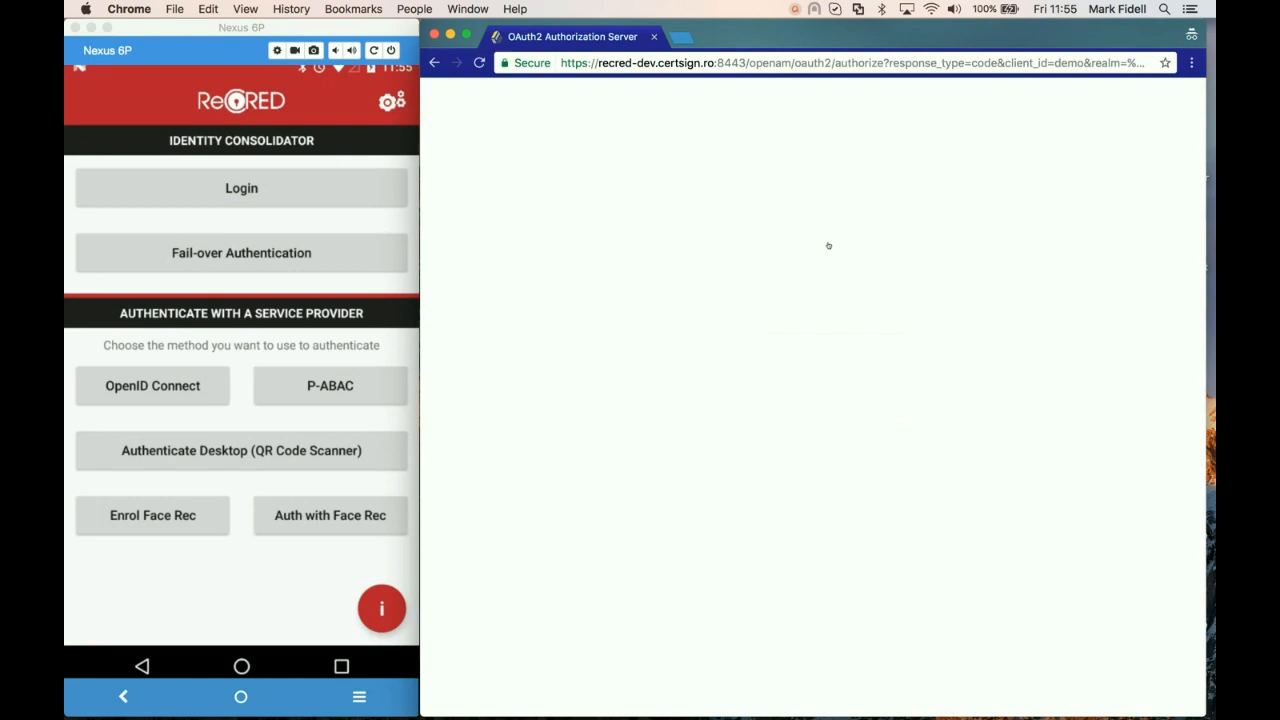 Chrome File Edit View History Bookmarks People Window Help 100% Fri 11:55 Mark Fidell
Nexus 6P
Nexus 6P
11:55
ReCRED
IDENTITY CONSOLIDATOR
Login
Fail-over Authentication
AUTHENTICATE WITH A SERVICE PROVIDER
Choose the method you want to use to authenticate
OpenID Connect P-ABAC
Authenticate Desktop (QR Code Scanner)
Enrol Face Rec Auth with Face Rec
i
OAuth2 Authorization Server
Secure https://recred-dev.certsign.ro:8443/openam/oauth2/authorize?response_type=code&client_id=demo&realm=%...